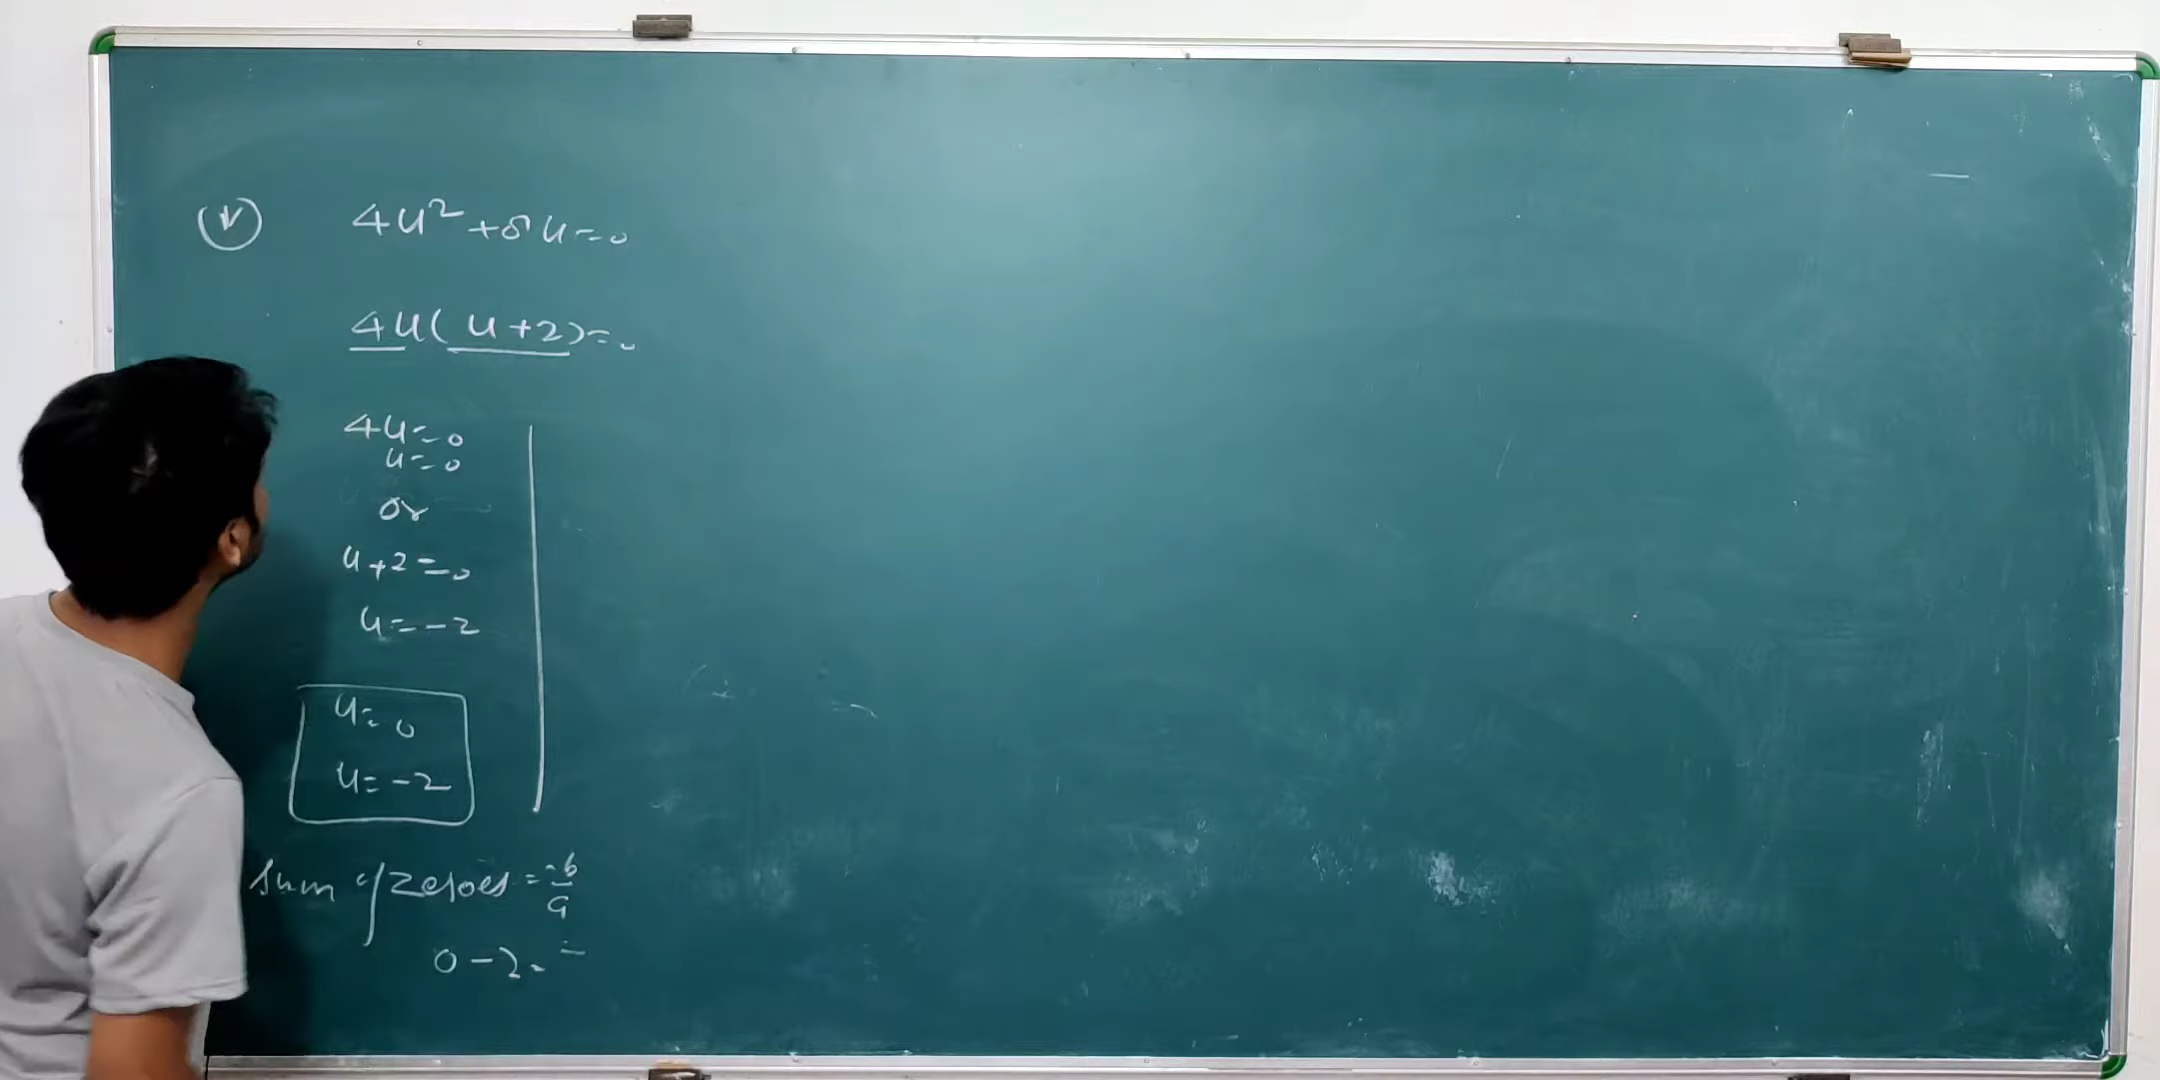 (v) 4u² + 8u = 0
4u(u+2) = 0
4u = 0
u = 0
or
u + 2 = 0
u = -2
u = 0
u = -2
Sum of zeroes = -b/a
0 - 2 = -